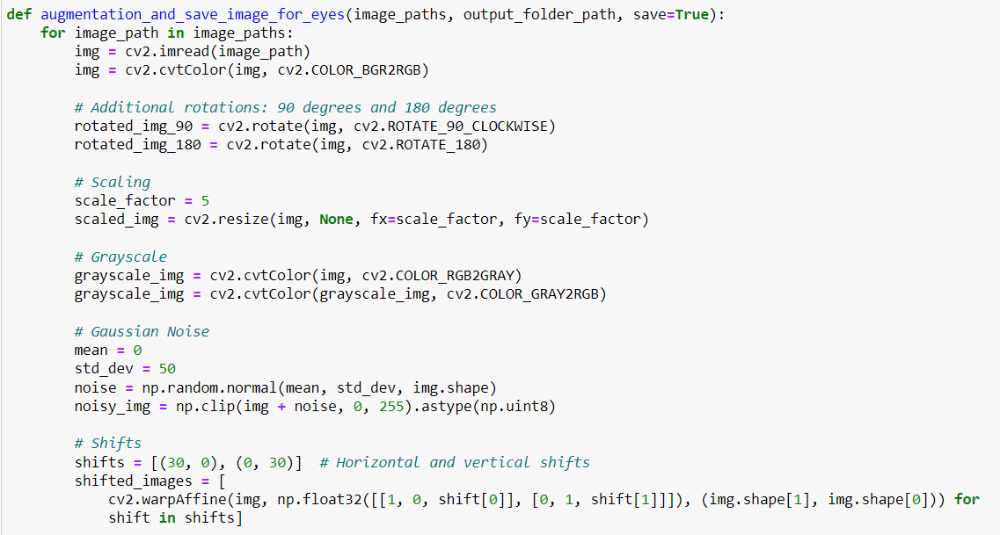 def augmentation_and_save_image_for_eyes(image_paths, output_folder_path, save=True):
    for image_path in image_paths:
        img = cv2.imread(image_path)
        img = cv2.cvtColor(img, cv2.COLOR_BGR2RGB)

        # Additional rotations: 90 degrees and 180 degrees
        rotated_img_90 = cv2.rotate(img, cv2.ROTATE_90_CLOCKWISE)
        rotated_img_180 = cv2.rotate(img, cv2.ROTATE_180)

        # Scaling
        scale_factor = 5
        scaled_img = cv2.resize(img, None, fx=scale_factor, fy=scale_factor)

        # Grayscale
        grayscale_img = cv2.cvtColor(img, cv2.COLOR_RGB2GRAY)
        grayscale_img = cv2.cvtColor(grayscale_img, cv2.COLOR_GRAY2RGB)

        # Gaussian Noise
        mean = 0
        std_dev = 50
        noise = np.random.normal(mean, std_dev, img.shape)
        noisy_img = np.clip(img + noise, 0, 255).astype(np.uint8)

        # Shifts
        shifts = [(30, 0), (0, 30)]  # Horizontal and vertical shifts
        shifted_images = [
            cv2.warpAffine(img, np.float32([[1, 0, shift[0]], [0, 1, shift[1]]]), (img.shape[1], img.shape[0])) for
            shift in shifts]